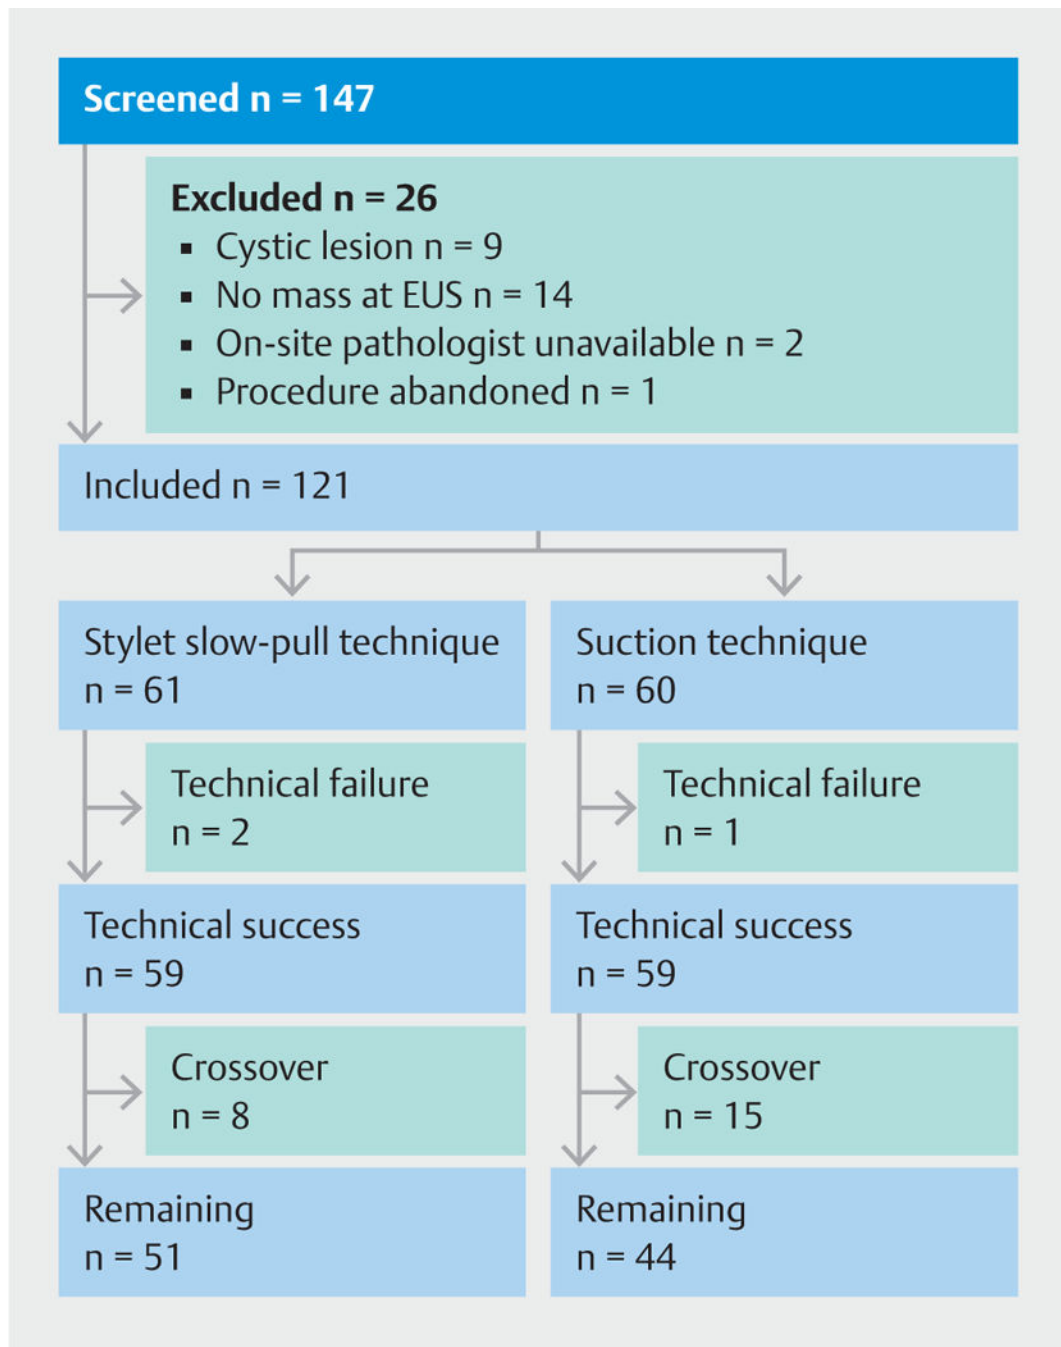 Screened n = 147
Excluded n = 26
▪ Cystic lesion n = 9
▪ No mass at EUS n = 14
▪ On-site pathologist unavailable n = 2
▪ Procedure abandoned n = 1
Included n = 121
Stylet slow-pull technique
n = 61
Suction technique
n = 60
Technical failure
n = 2
Technical failure
n = 1
Technical success
n = 59
Technical success
n = 59
Crossover
n = 8
Crossover
n = 15
Remaining
n = 51
Remaining
n = 44